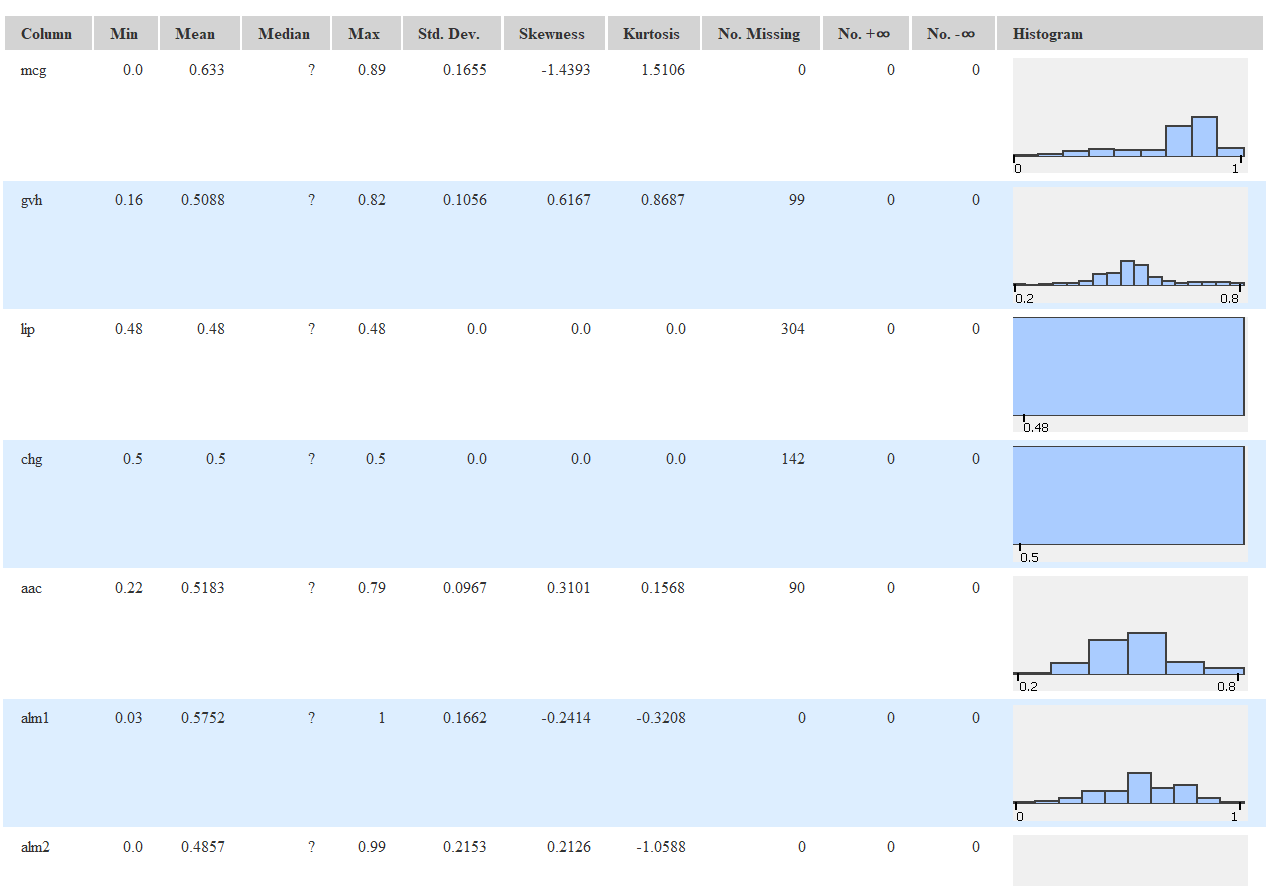 Column Min Mean Median Max Std. Dev. Skewness Kurtosis No. Missing No. +∞ No. -∞ Histogram
mcg 0.0 0.633 ? 0.89 0.1655 -1.4393 1.5106 0 0 0
0 1
gvh 0.16 0.5088 ? 0.82 0.1056 0.6167 0.8687 99 0 0
0.2 0.8
lip 0.48 0.48 ? 0.48 0.0 0.0 0.0 304 0 0
0.48
chg 0.5 0.5 ? 0.5 0.0 0.0 0.0 142 0 0
0.5
aac 0.22 0.5183 ? 0.79 0.0967 0.3101 0.1568 90 0 0
0.2 0.8
alm1 0.03 0.5752 ? 1 0.1662 -0.2414 -0.3208 0 0 0
0 1
alm2 0.0 0.4857 ? 0.99 0.2153 0.2126 -1.0588 0 0 0